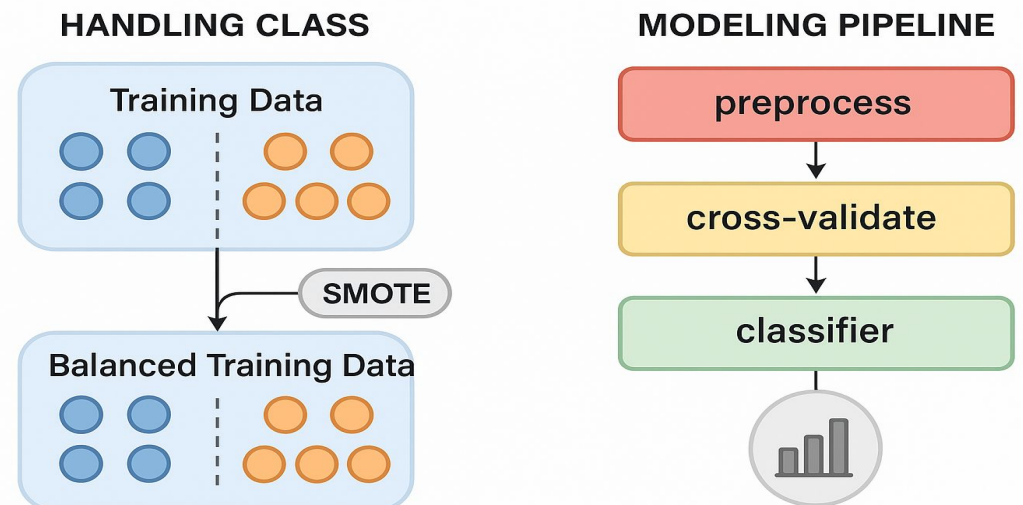 HANDLING CLASS
Training Data
SMOTE
Balanced Training Data
MODELING PIPELINE
preprocess
cross-validate
classifier